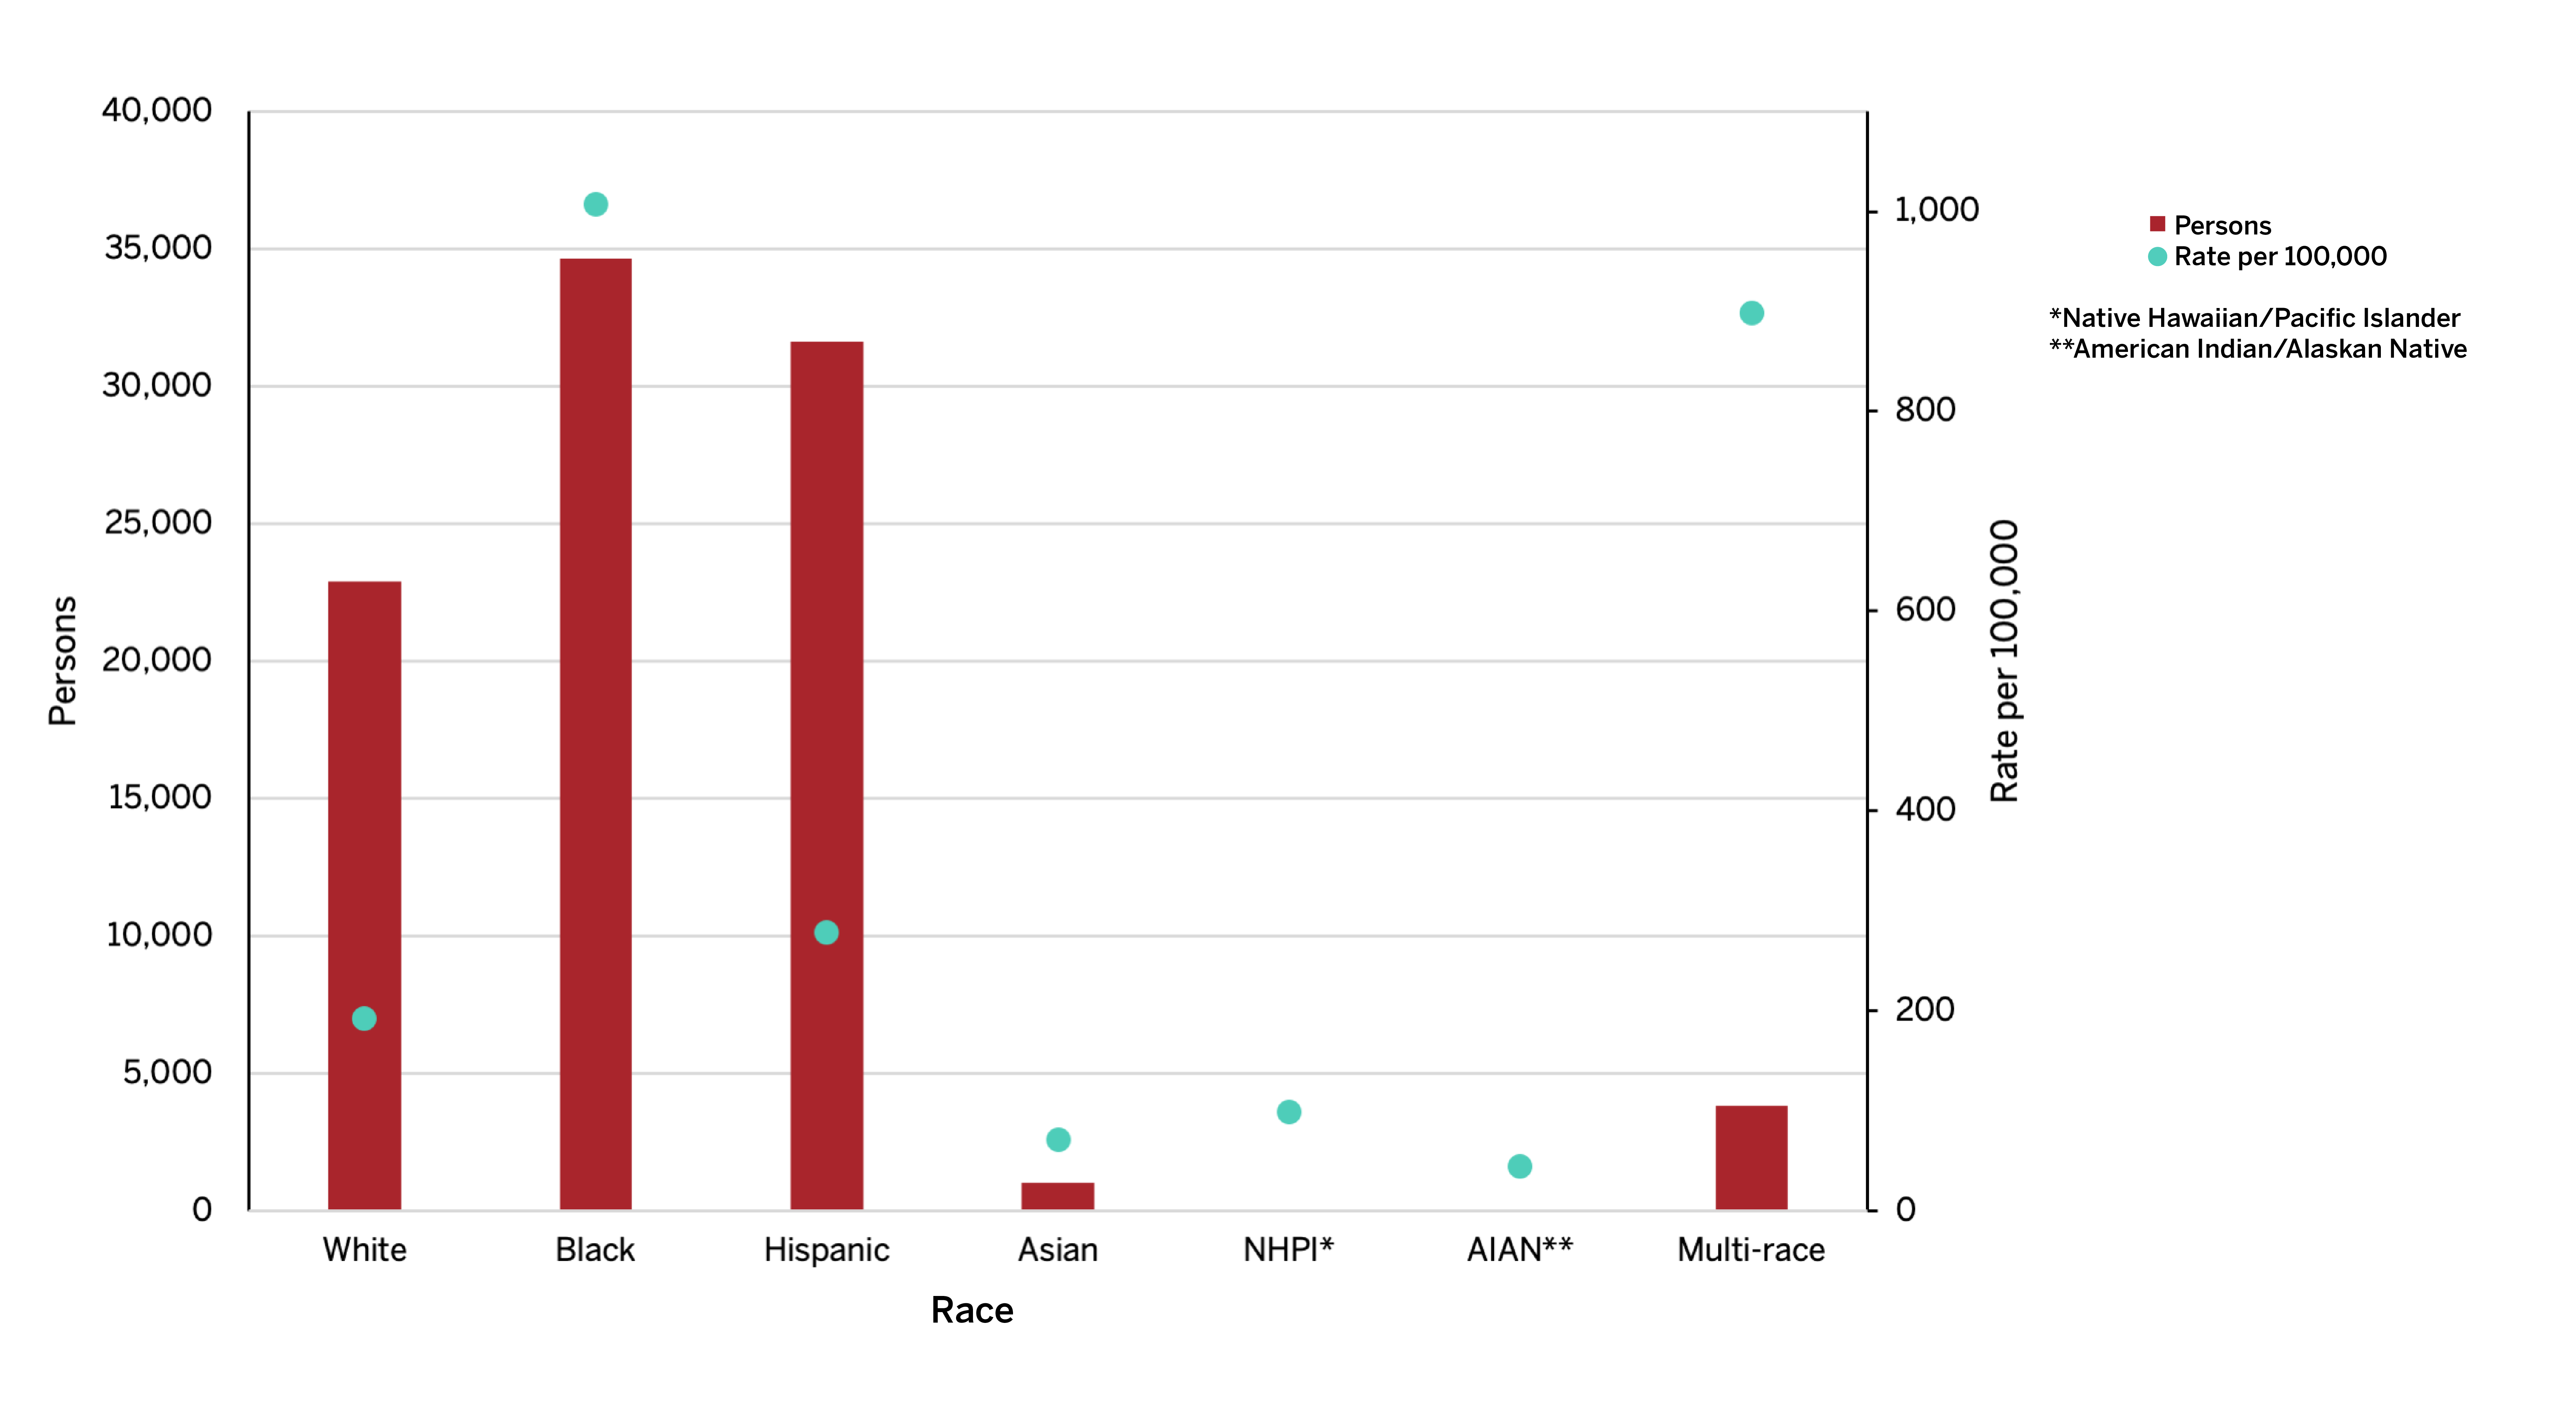 40,000
35,000
30,000
25,000
20,000
15,000
10,000
5,000
0
Persons
1,000
800
600
400
200
0
Rate per 100,000
White
Black
Hispanic
Asian
NHPI*
AIAN**
Multi-race
Race
Persons
Rate per 100,000
*Native Hawaiian/Pacific Islander
**American Indian/Alaskan Native